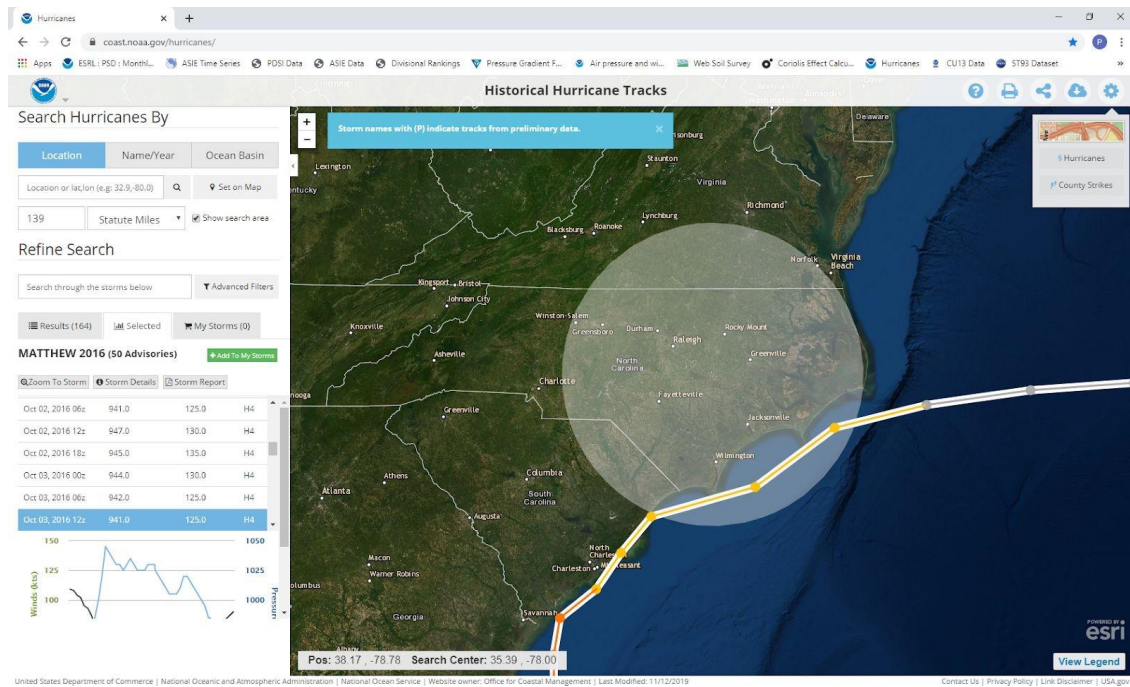 Hurricanes
coast.noaa.gov/hurricanes/
P
Apps ESRL : PSD : Monthl... ASIE Time Series PDSI Data ASIE Data Divisional Rankings Pressure Gradient F... Air pressure and wi... Web Soil Survey Coriolis Effect Calcu... Hurricanes CU13 Data ST93 Dataset »
Historical Hurricane Tracks
Search Hurricanes By
Location Name/Year Ocean Basin
Location or lat,lon (e.g: 32.9,-80.0) Set on Map
139 Statute Miles Show search area
Refine Search
Search through the storms below Advanced Filters
Results (164) Selected My Storms (0)
MATTHEW 2016 (50 Advisories) + Add To My Storms
Zoom To Storm Storm Details Storm Report
Oct 02, 2016 06z 941.0 125.0 H4
Oct 02, 2016 12z 947.0 130.0 H4
Oct 02, 2016 18z 945.0 135.0 H4
Oct 03, 2016 00z 944.0 130.0 H4
Oct 03, 2016 06z 942.0 125.0 H4
Oct 03, 2016 12z 941.0 125.0 H4
150 1050
125 1025
100 1000
Winds (kts)
Pressur
+
−
Storm names with (P) indicate tracks from preliminary data. ×
Hurricanes
County Strikes
Delaware
risonburg
Staunton
Lexington
ntucky
Virginia
Richmond
Lynchburg
Blacksburg Roanoke
Norfolk Virginia
Beach
Kingsport Bristol
Johnson City
Winston-Salem
Greensboro Durham
Rocky Mount
Knoxville
Raleigh
Asheville
North
Carolina
Greenville
Charlotte
nooga
Fayetteville
Greenville
Jacksonville
Wilmington
Athens
Columbia
Atlanta
South
Carolina
Augusta
North
Charles
Macon
Charleston Mt Pleasant
Warner Robins
olumbus
Savannah
Georgia
Albany
POWERED BY
esri
Pos: 38.17 , -78.78 Search Center: 35.39 , -78.00
View Legend
United States Department of Commerce | National Oceanic and Atmospheric Administration | National Ocean Service | Website owner: Office for Coastal Management | Last Modified: 11/12/2019 Contact Us | Privacy Policy | Link Disclaimer | USA.gov